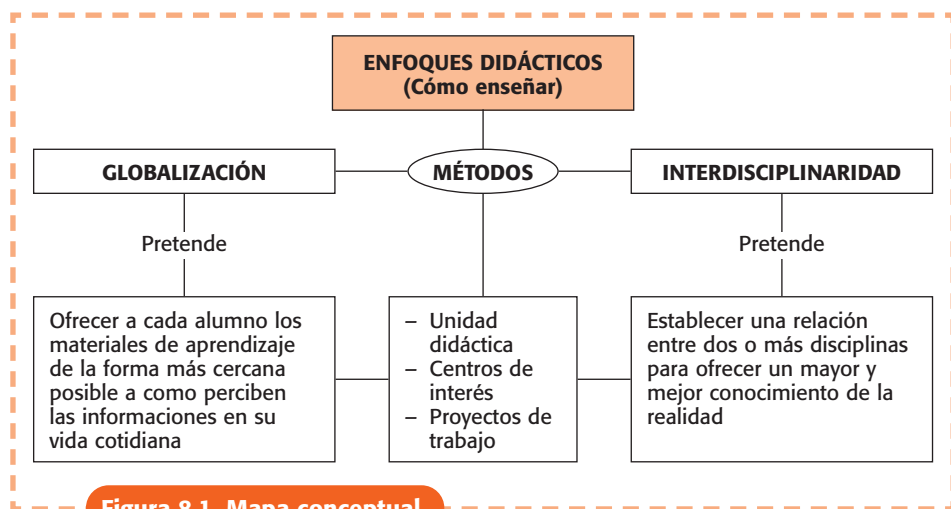 ENFOQUES DIDÁCTICOS
(Cómo enseñar)
GLOBALIZACIÓN
MÉTODOS
INTERDISCIPLINARIDAD
Pretende
Pretende
Ofrecer a cada alumno los
materiales de aprendizaje
de la forma más cercana
posible a como perciben
las informaciones en su
vida cotidiana
– Unidad
didáctica
– Centros de
interés
– Proyectos de
trabajo
Establecer una relación
entre dos o más disciplinas
para ofrecer un mayor y
mejor conocimiento de la
realidad
Figura 8.1. Mapa conceptual.